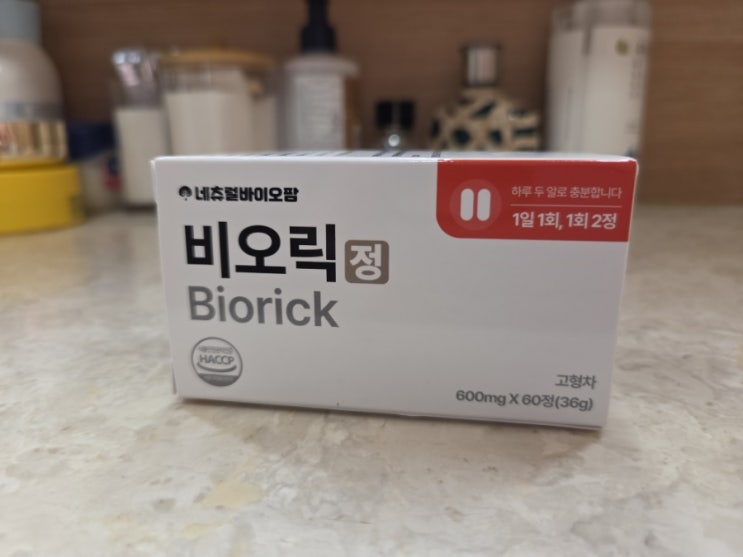 네츄럴바이오팜
하루 두 알로 충분합니다
1일 1회, 1회 2정
비오릭정
Biorick
HACCP
고형차
600mg X 60정(36g)